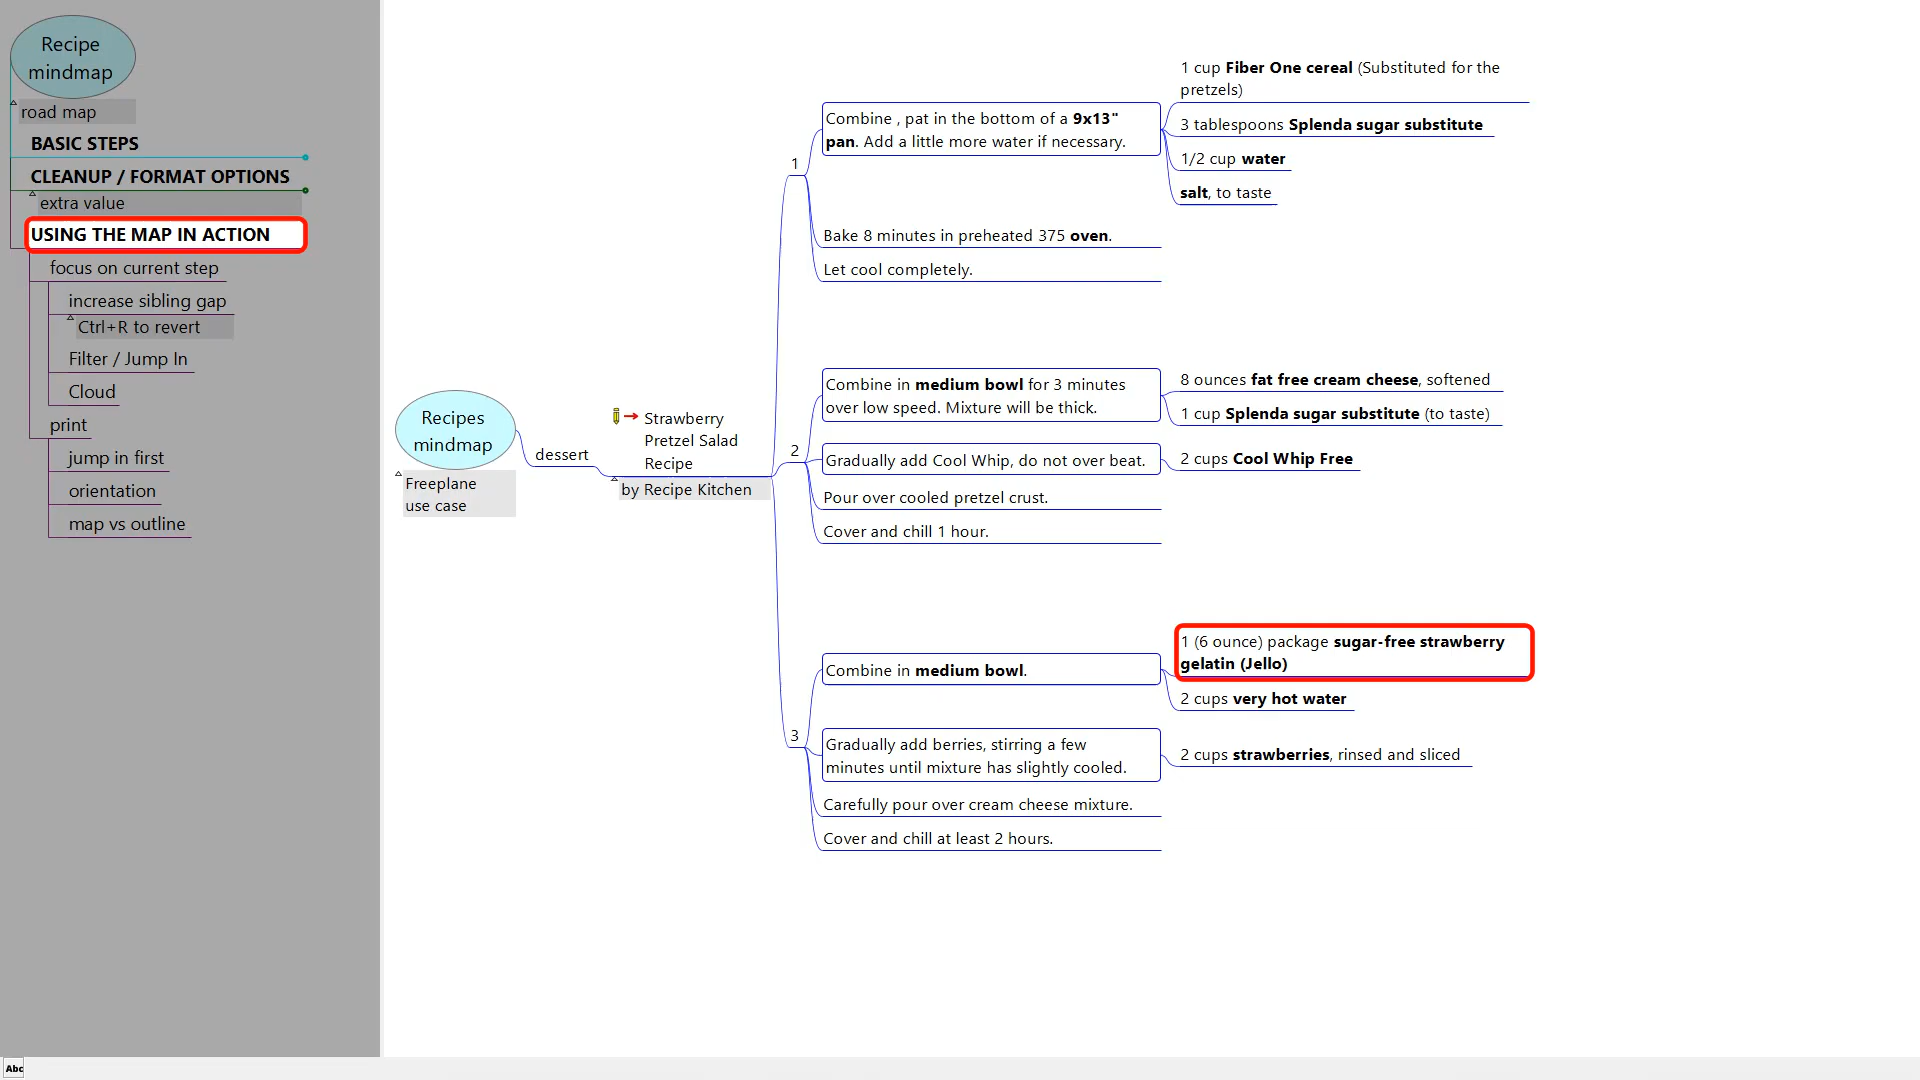 Recipe
mindmap
road map
BASIC STEPS
CLEANUP / FORMAT OPTIONS
extra value
USING THE MAP IN ACTION
focus on current step
increase sibling gap
Ctrl+R to revert
Filter / Jump In
Cloud
print
jump in first
orientation
map vs outline
Recipes
mindmap
Freeplane
use case
dessert
Strawberry
Pretzel Salad
Recipe
by Recipe Kitchen
1
Combine , pat in the bottom of a 9x13"
pan. Add a little more water if necessary.
1 cup Fiber One cereal (Substituted for the
pretzels)
3 tablespoons Splenda sugar substitute
1/2 cup water
salt, to taste
Bake 8 minutes in preheated 375 oven.
Let cool completely.
2
Combine in medium bowl for 3 minutes
over low speed. Mixture will be thick.
8 ounces fat free cream cheese, softened
1 cup Splenda sugar substitute (to taste)
Gradually add Cool Whip, do not over beat.
2 cups Cool Whip Free
Pour over cooled pretzel crust.
Cover and chill 1 hour.
3
Combine in medium bowl.
1 (6 ounce) package sugar-free strawberry
gelatin (Jello)
2 cups very hot water
Gradually add berries, stirring a few
minutes until mixture has slightly cooled.
2 cups strawberries, rinsed and sliced
Carefully pour over cream cheese mixture.
Cover and chill at least 2 hours.
Abc